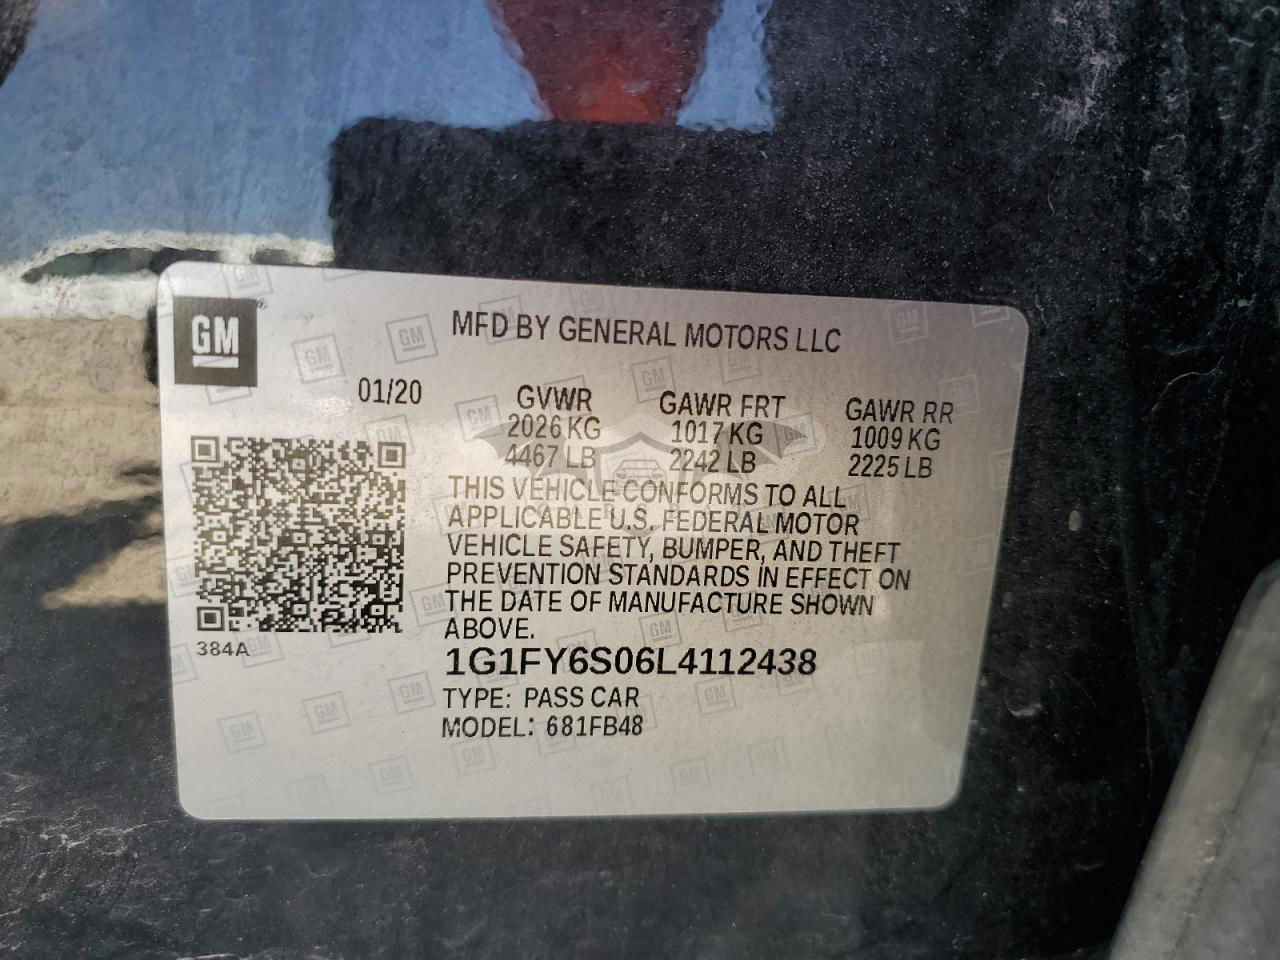 GM
MFD BY GENERAL MOTORS LLC
01/20
GVWR GAWR FRT GAWR RR
2026 KG 1017 KG 1009 KG
4467 LB 2242 LB 2225 LB
THIS VEHICLE CONFORMS TO ALL
APPLICABLE U.S. FEDERAL MOTOR
VEHICLE SAFETY, BUMPER, AND THEFT
PREVENTION STANDARDS IN EFFECT ON
THE DATE OF MANUFACTURE SHOWN
ABOVE.
384A
1G1FY6S06L4112438
TYPE: PASS CAR
MODEL: 681FB48